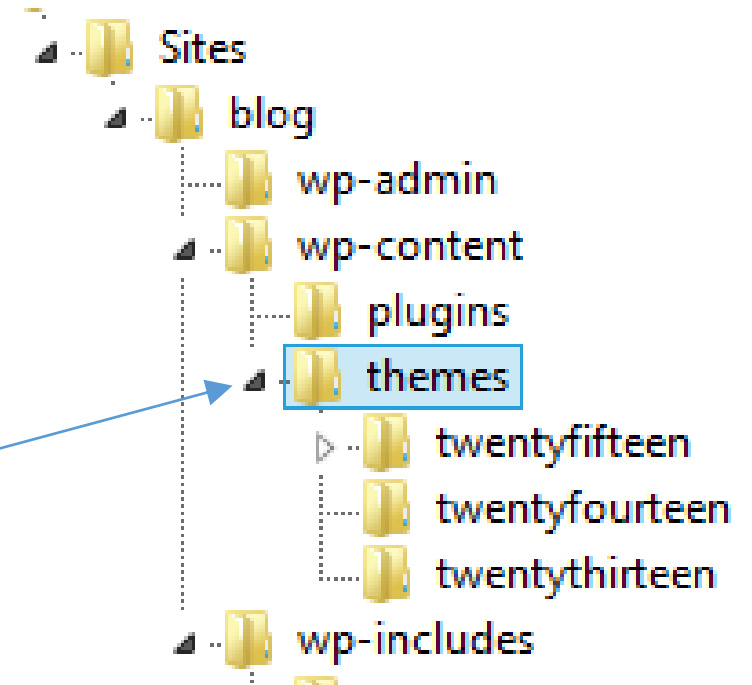 Sites
blog
wp-admin
wp-content
plugins
themes
twentyfifteen
twentyfourteen
twentythirteen
wp-includes